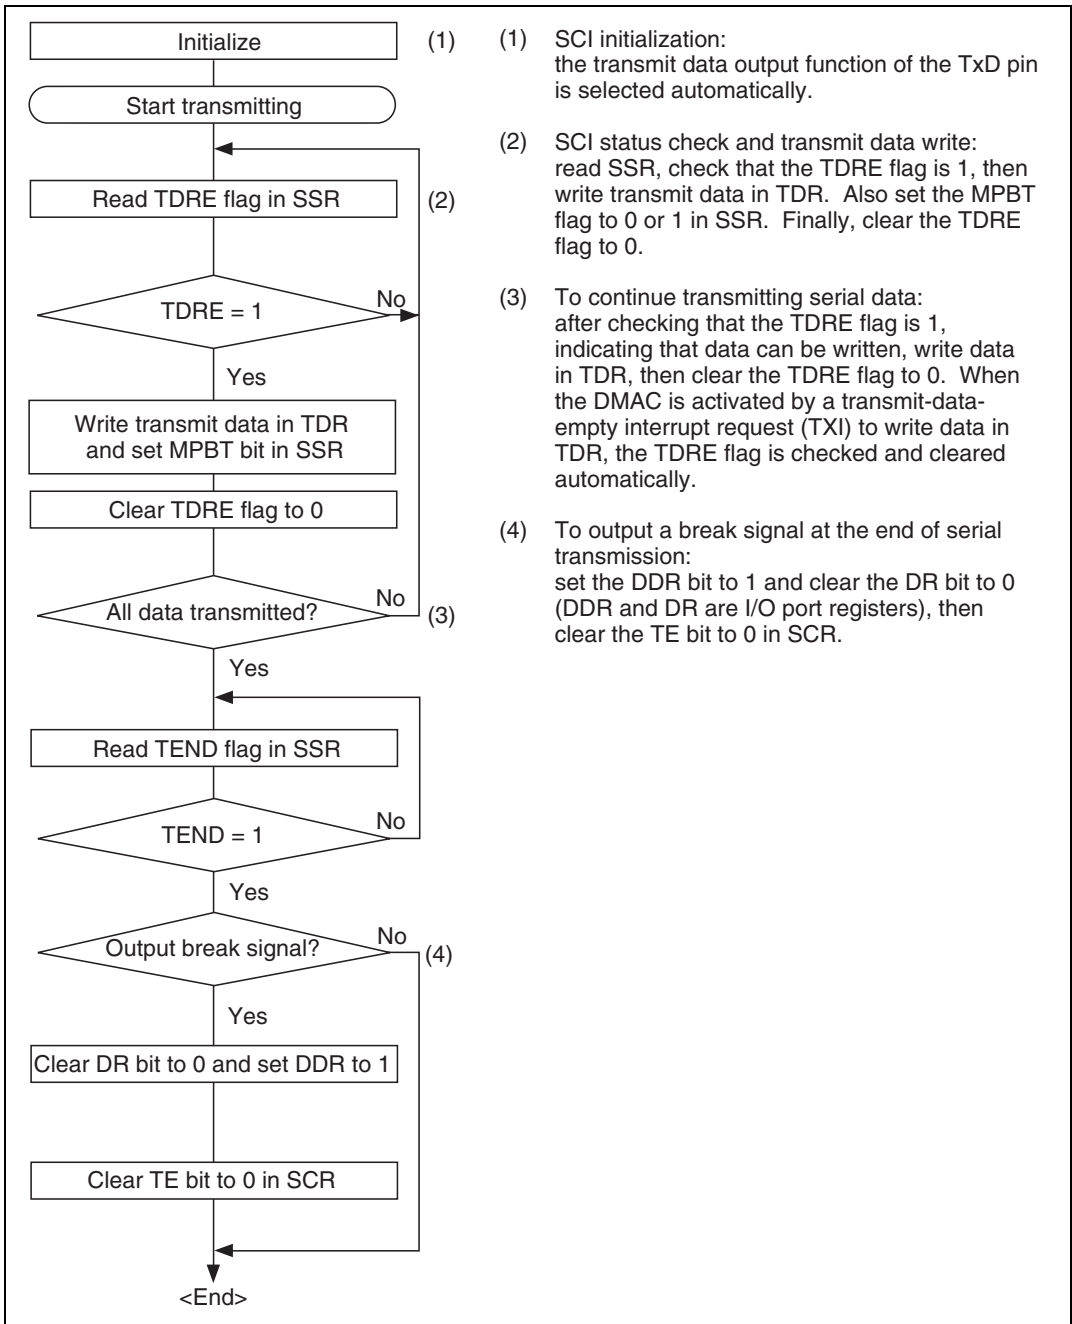 Initialize
(1)
Start transmitting
Read TDRE flag in SSR
(2)
TDRE = 1
No
Yes
Write transmit data in TDR
and set MPBT bit in SSR
Clear TDRE flag to 0
All data transmitted?
No
(3)
Yes
Read TEND flag in SSR
TEND = 1
No
Yes
Output break signal?
No
(4)
Yes
Clear DR bit to 0 and set DDR to 1
Clear TE bit to 0 in SCR
<End>
(1) SCI initialization:
the transmit data output function of the TxD pin
is selected automatically.
(2) SCI status check and transmit data write:
read SSR, check that the TDRE flag is 1, then
write transmit data in TDR. Also set the MPBT
flag to 0 or 1 in SSR. Finally, clear the TDRE
flag to 0.
(3) To continue transmitting serial data:
after checking that the TDRE flag is 1,
indicating that data can be written, write data
in TDR, then clear the TDRE flag to 0. When
the DMAC is activated by a transmit-data-
empty interrupt request (TXI) to write data in
TDR, the TDRE flag is checked and cleared
automatically.
(4) To output a break signal at the end of serial
transmission:
set the DDR bit to 1 and clear the DR bit to 0
(DDR and DR are I/O port registers), then
clear the TE bit to 0 in SCR.